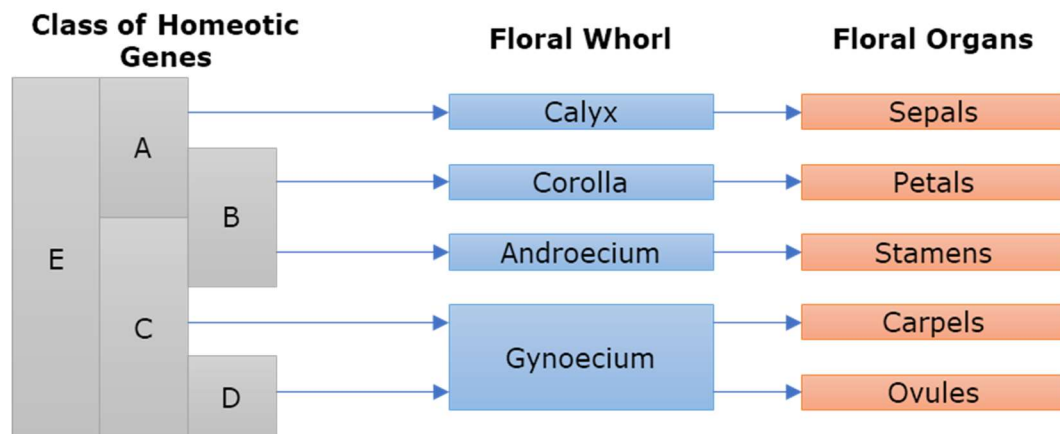 Class of Homeotic
Genes
Floral Whorl
Floral Organs
E
A
B
C
D
Calyx
Sepals
Corolla
Petals
Androecium
Stamens
Gynoecium
Carpels
Ovules